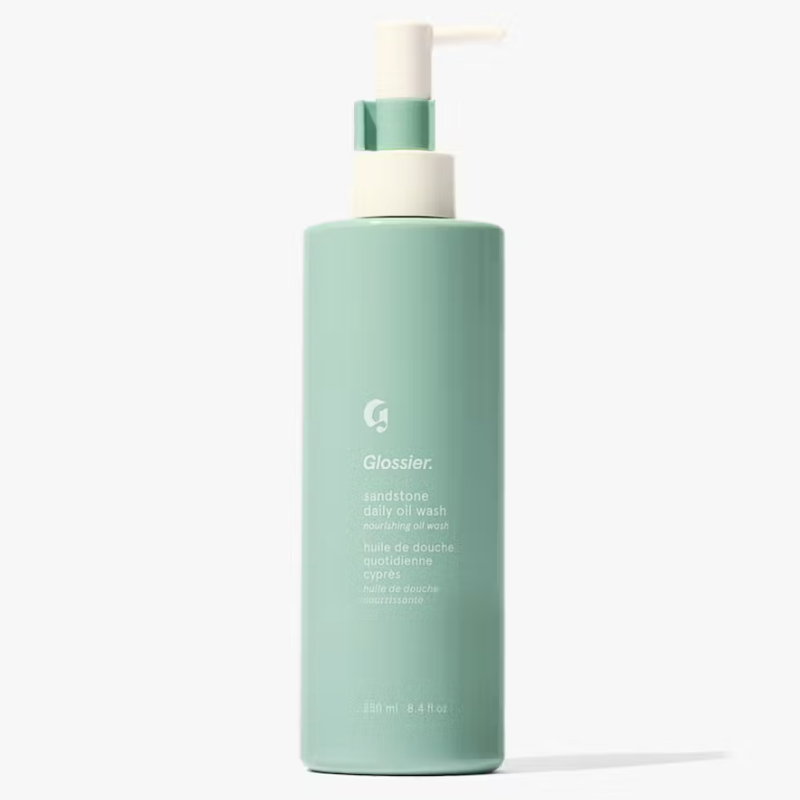 G
Glossier.
sandstone
daily oil wash
nourishing oil wash
huile de douche
quotidienne
cyprès
huile de douche
nourrissante
250 ml 8.4 fl oz